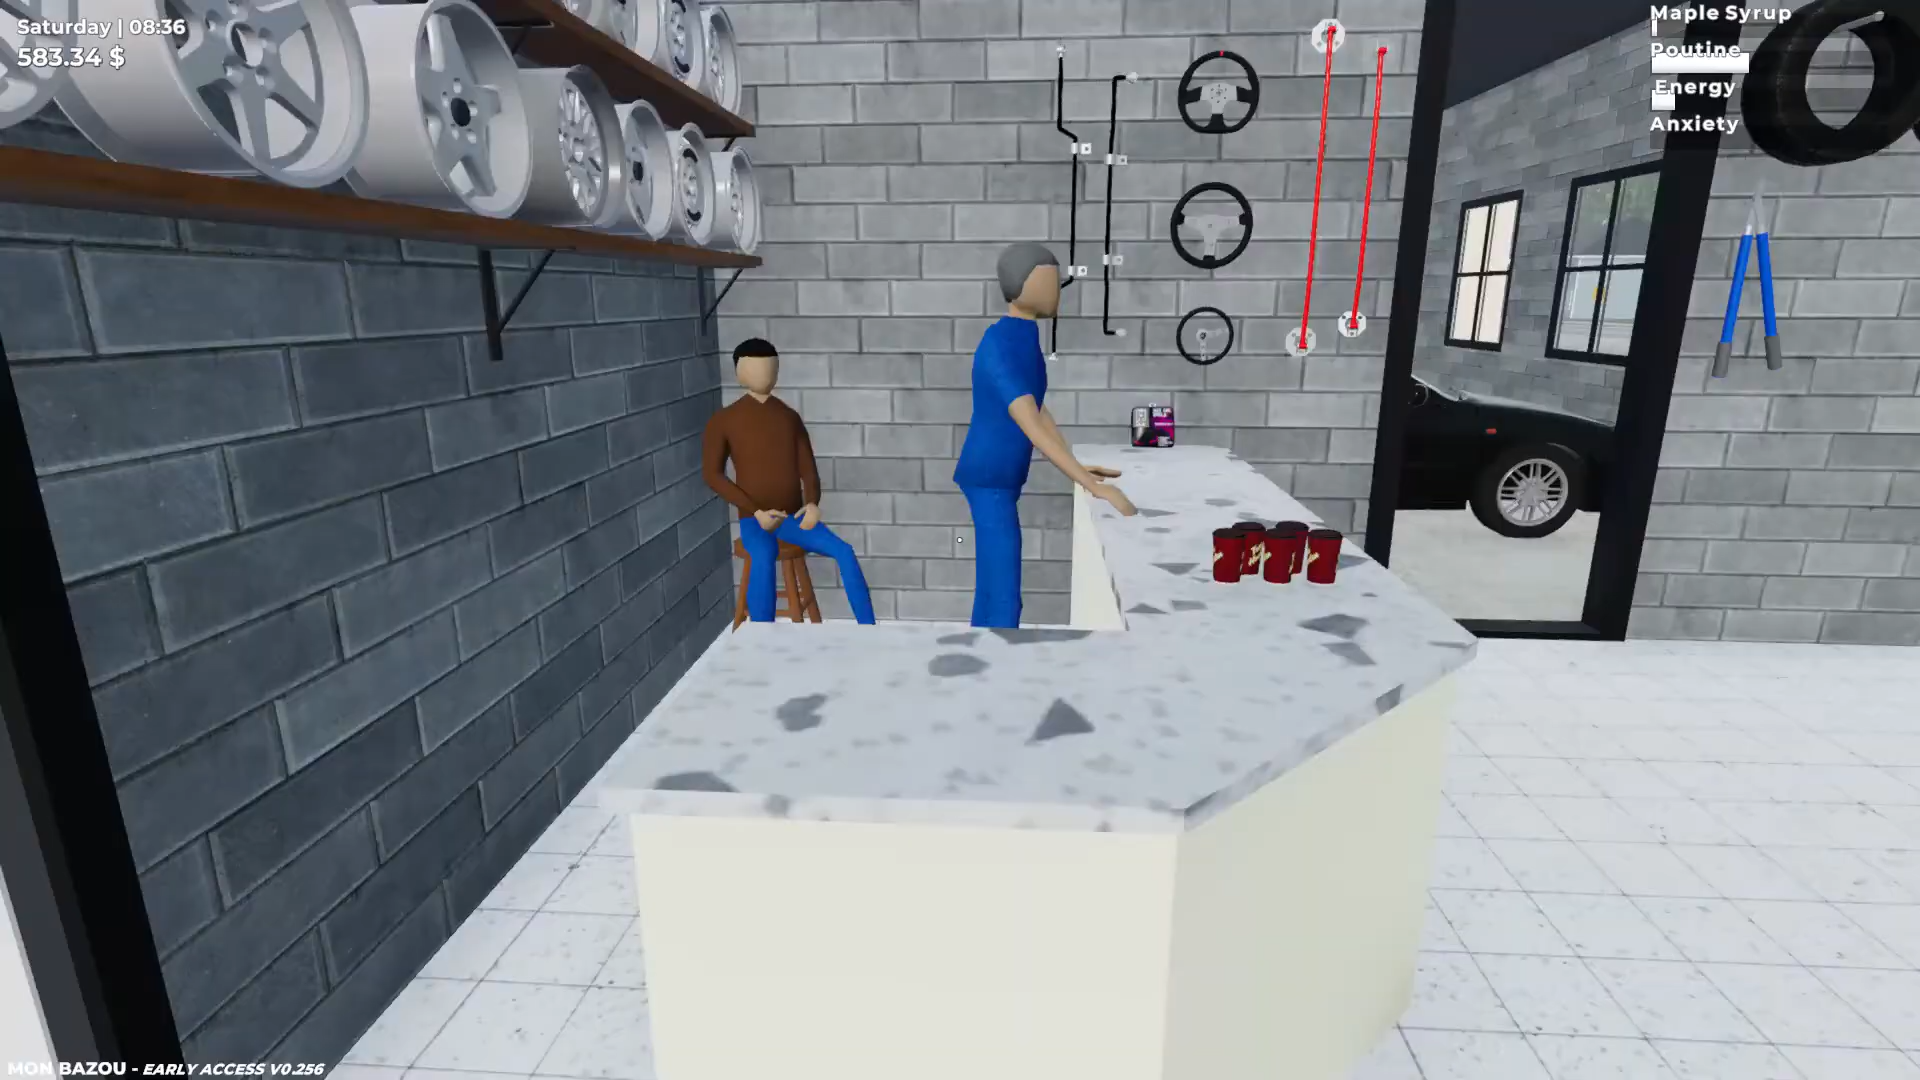 Saturday | 08:36
583.34 $
Maple Syrup
Poutine
Energy
Anxiety
MON BAZOU - EARLY ACCESS V0.256